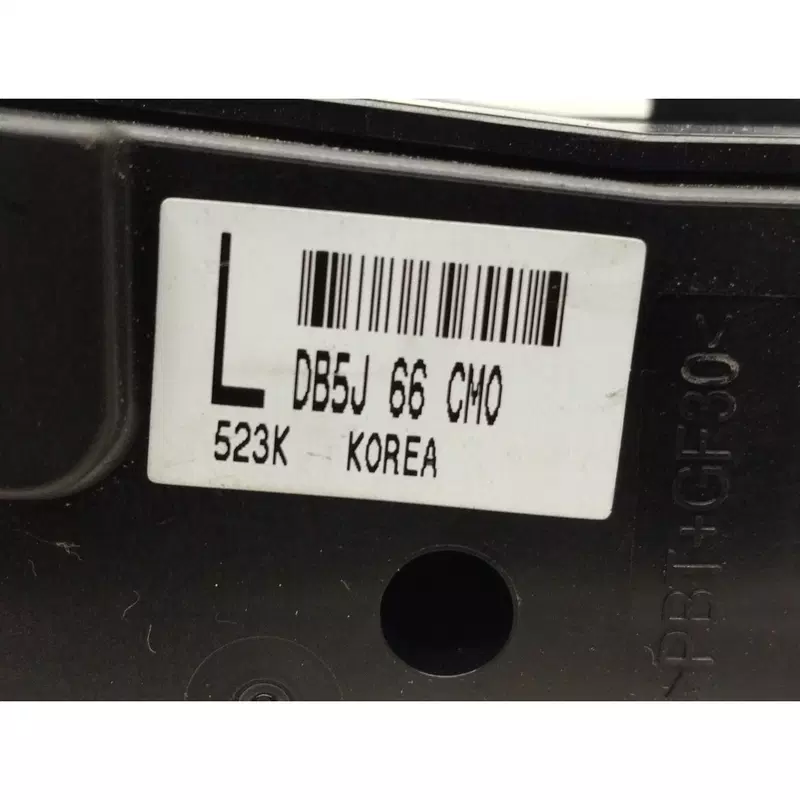 L
DB5J 66 CM0
523K KOREA
>PBT+GF30<